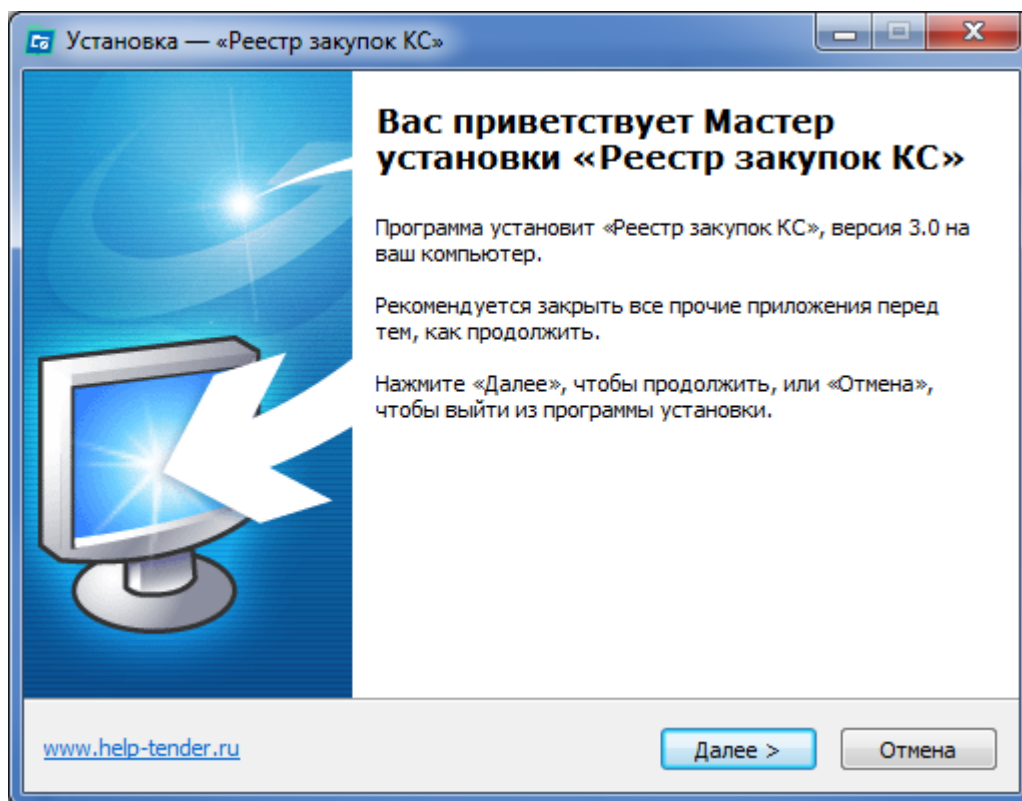 Установка — «Реестр закупок КС»
Вас приветствует Мастер
установки «Реестр закупок КС»
Программа установит «Реестр закупок КС», версия 3.0 на
ваш компьютер.
Рекомендуется закрыть все прочие приложения перед
тем, как продолжить.
Нажмите «Далее», чтобы продолжить, или «Отмена»,
чтобы выйти из программы установки.
www.help-tender.ru
Далее >
Отмена